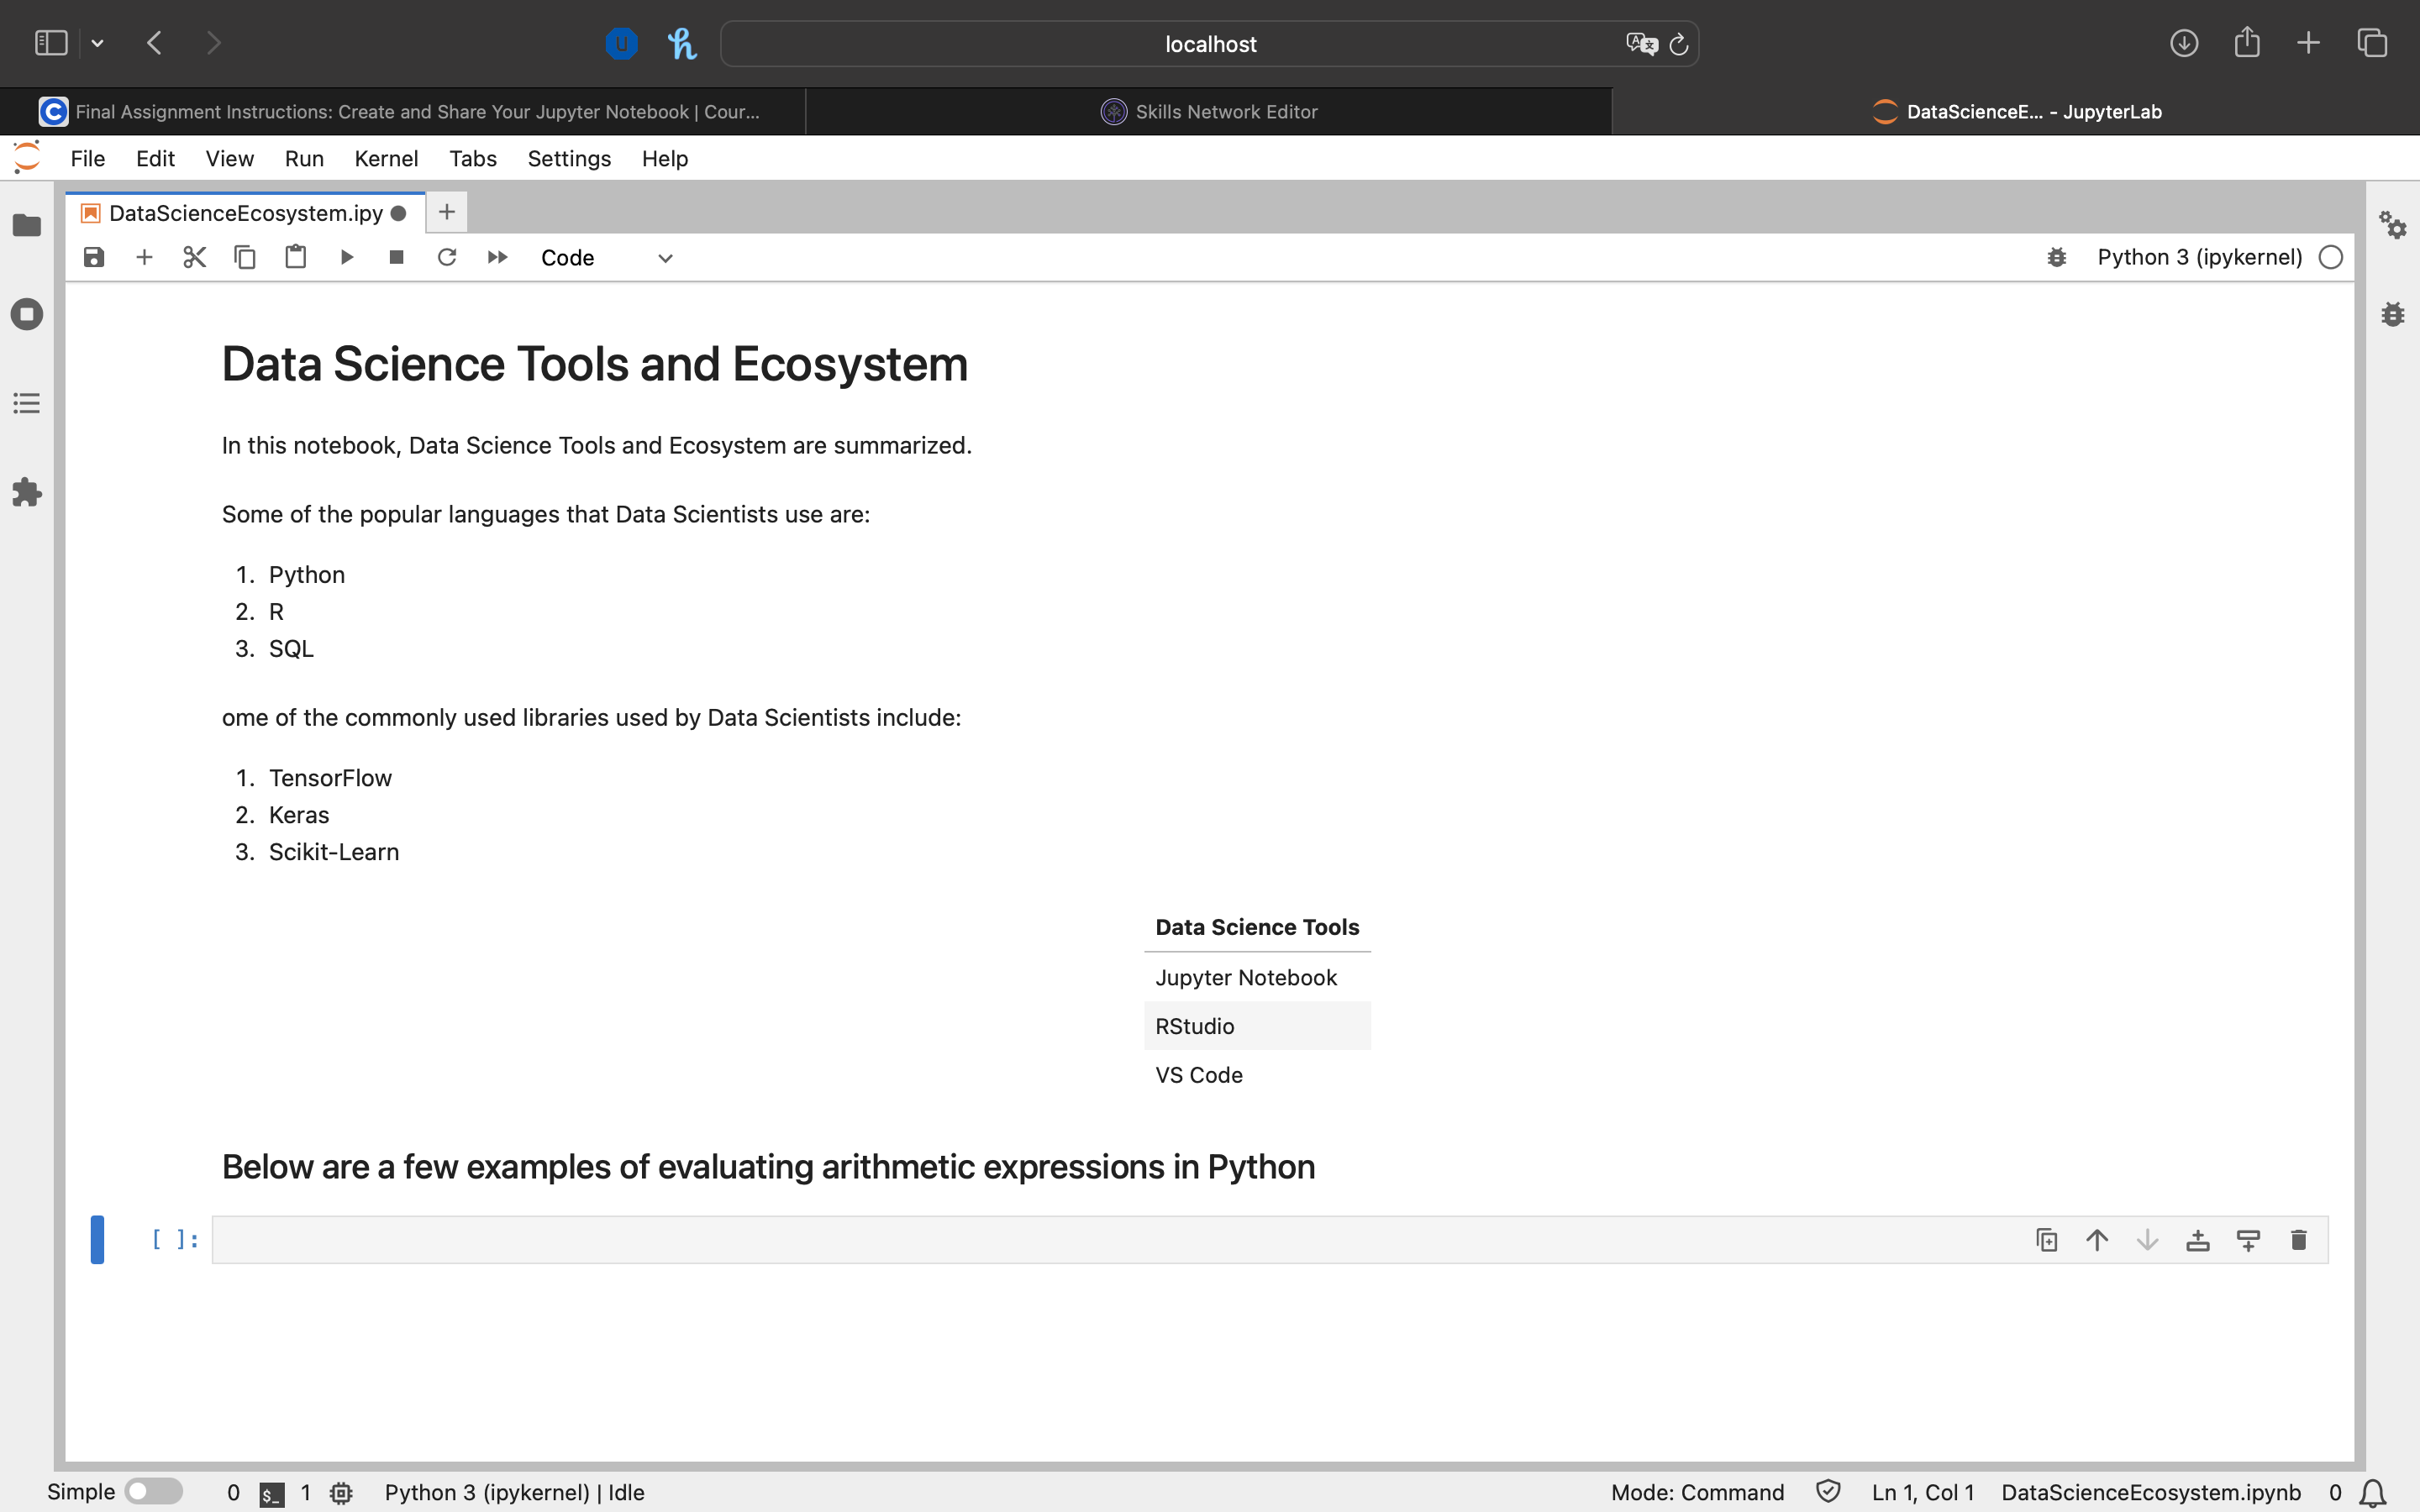 localhost
Final Assignment Instructions: Create and Share Your Jupyter Notebook | Cour...
Skills Network Editor
DataScienceE... - JupyterLab
File Edit View Run Kernel Tabs Settings Help
DataScienceEcosystem.ipy
Code
Python 3 (ipykernel)
Data Science Tools and Ecosystem
In this notebook, Data Science Tools and Ecosystem are summarized.
Some of the popular languages that Data Scientists use are:
1. Python
2. R
3. SQL
ome of the commonly used libraries used by Data Scientists include:
1. TensorFlow
2. Keras
3. Scikit-Learn
Data Science Tools
Jupyter Notebook
RStudio
VS Code
Below are a few examples of evaluating arithmetic expressions in Python
[ ]:
Simple 0 $_ 1 Python 3 (ipykernel) | Idle Mode: Command Ln 1, Col 1 DataScienceEcosystem.ipynb 0